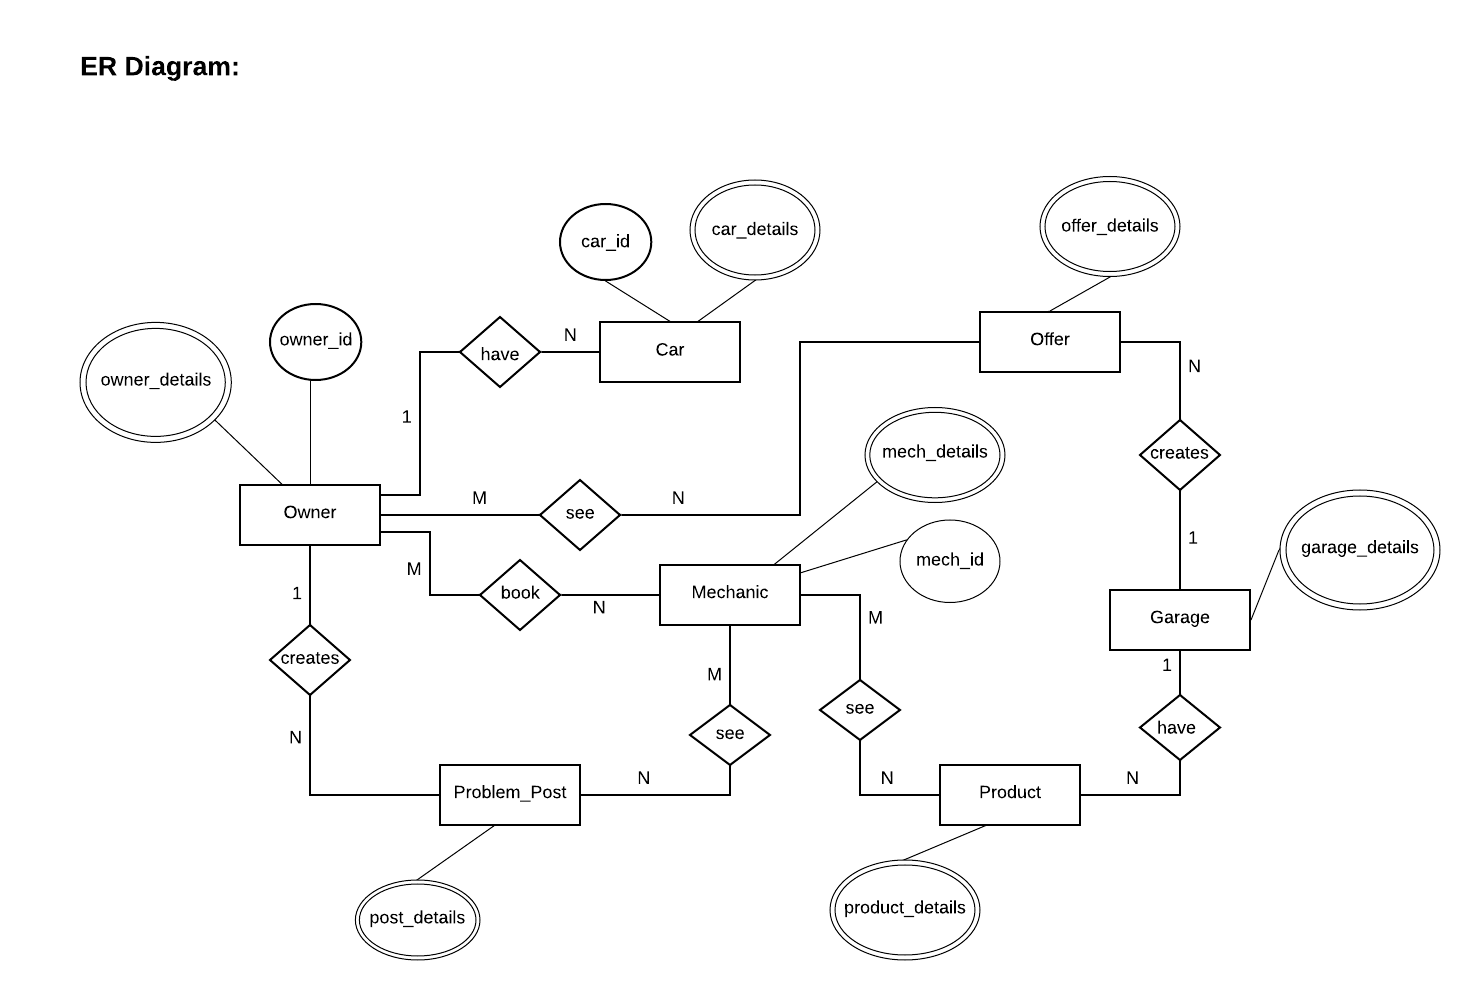 ER Diagram:
car_id
car_details
offer_details
owner_details
owner_id
have
N
Car
Offer
N
1
mech_details
creates
Owner
M
see
N
1
garage_details
M
book
N
Mechanic
mech_id
1
M
Garage
creates
M
1
see
see
have
N
N
N
N
Problem_Post
Product
post_details
product_details